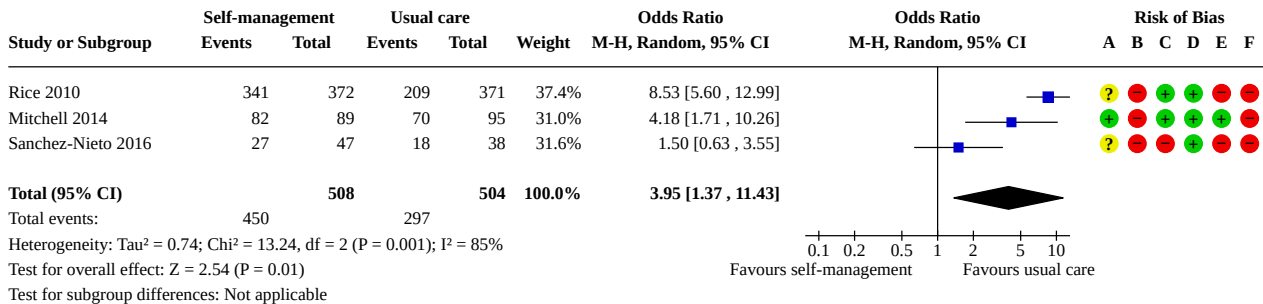 Self-management Usual care Odds Ratio Odds Ratio Risk of Bias
Study or Subgroup Events Total Events Total Weight M-H, Random, 95% CI M-H, Random, 95% CI A B C D E F
Rice 2010 341 372 209 371 37.4% 8.53 [5.60 , 12.99] ? − + + − −
Mitchell 2014 82 89 70 95 31.0% 4.18 [1.71 , 10.26] + − + + + −
Sanchez-Nieto 2016 27 47 18 38 31.6% 1.50 [0.63 , 3.55] ? − − + − −
Total (95% CI) 508 504 100.0% 3.95 [1.37 , 11.43]
Total events: 450 297
Heterogeneity: Tau² = 0.74; Chi² = 13.24, df = 2 (P = 0.001); I² = 85%
0.1 0.2 0.5 1 2 5 10
Test for overall effect: Z = 2.54 (P = 0.01)
Favours self-management Favours usual care
Test for subgroup differences: Not applicable